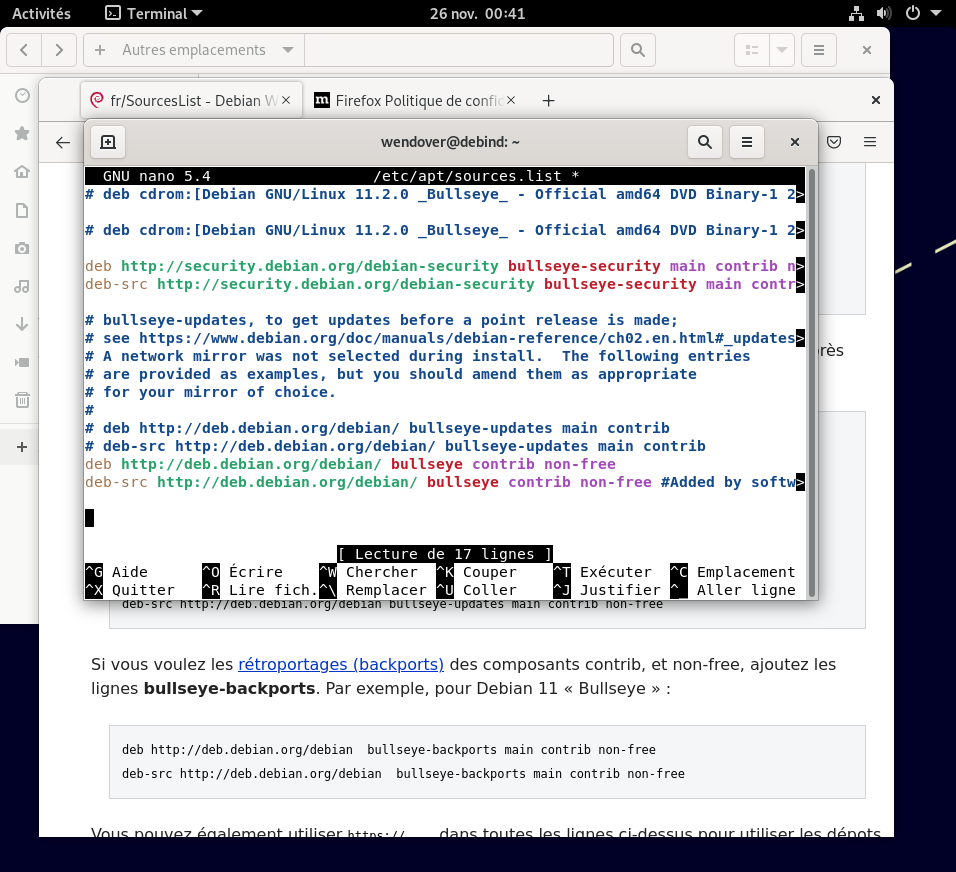 Activités
Terminal
26 nov. 00:41
Autres emplacements
fr/SourcesList - Debian W
Firefox Politique de confid
wendover@debind: ~
GNU nano 5.4 /etc/apt/sources.list *
# deb cdrom:[Debian GNU/Linux 11.2.0 _Bullseye_ - Official amd64 DVD Binary-1 2>
# deb cdrom:[Debian GNU/Linux 11.2.0 _Bullseye_ - Official amd64 DVD Binary-1 2>
deb http://security.debian.org/debian-security bullseye-security main contrib n>
deb-src http://security.debian.org/debian-security bullseye-security main contr>
# bullseye-updates, to get updates before a point release is made;
# see https://www.debian.org/doc/manuals/debian-reference/ch02.en.html#_updates>
# A network mirror was not selected during install.  The following entries
rès
# are provided as examples, but you should amend them as appropriate
# for your mirror of choice.
#
# deb http://deb.debian.org/debian/ bullseye-updates main contrib
# deb-src http://deb.debian.org/debian/ bullseye-updates main contrib
deb http://deb.debian.org/debian/ bullseye contrib non-free
deb-src http://deb.debian.org/debian/ bullseye contrib non-free #Added by softw>
[ Lecture de 17 lignes ]
^G Aide ^O Écrire ^W Chercher ^K Couper ^T Exécuter ^C Emplacement
^X Quitter ^R Lire fich. ^\ Remplacer ^U Coller ^J Justifier ^_ Aller ligne
deb-src http://deb.debian.org/debian bullseye-updates main contrib non-free
Si vous voulez les rétroportages (backports) des composants contrib, et non-free, ajoutez les
lignes bullseye-backports. Par exemple, pour Debian 11 « Bullseye » :
deb http://deb.debian.org/debian  bullseye-backports main contrib non-free
deb-src http://deb.debian.org/debian  bullseye-backports main contrib non-free
Vous pouvez également utiliser https:// dans toutes les lignes ci-dessus pour utiliser les dépots